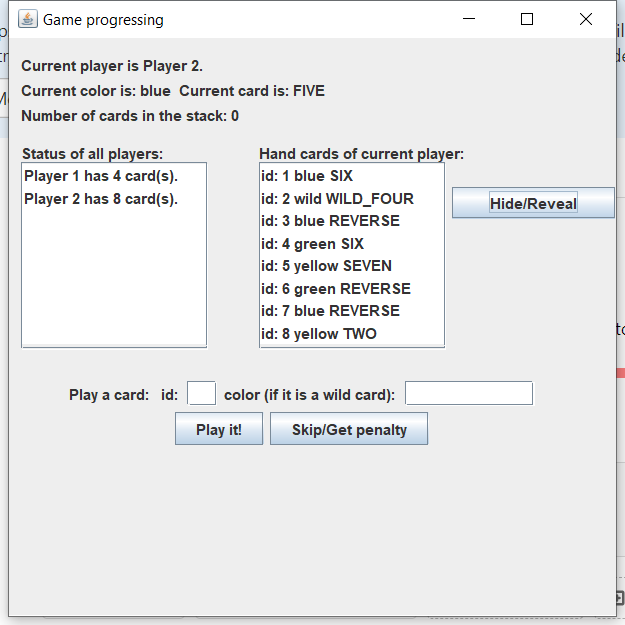 Game progressing
Current player is Player 2.
Current color is: blue  Current card is: FIVE
Number of cards in the stack: 0
Status of all players:
Player 1 has 4 card(s).
Player 2 has 8 card(s).
Hand cards of current player:
id: 1 blue SIX
id: 2 wild WILD_FOUR
id: 3 blue REVERSE
id: 4 green SIX
id: 5 yellow SEVEN
id: 6 green REVERSE
id: 7 blue REVERSE
id: 8 yellow TWO
Hide/Reveal
Play a card:  id:  color (if it is a wild card):
Play it!  Skip/Get penalty